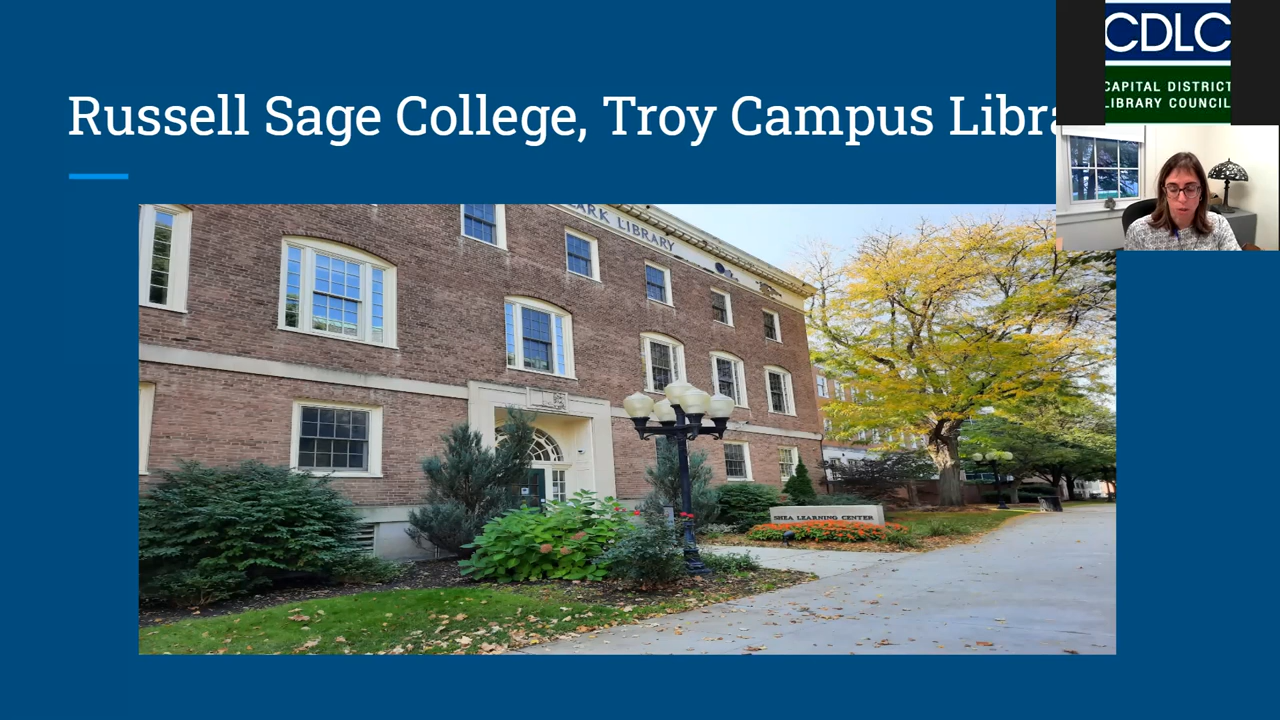 Russell Sage College, Troy Campus Libra
CDLC
CAPITAL DISTRICT
LIBRARY COUNCIL
ARK LIBRARY
SHEA LEARNING CENTER